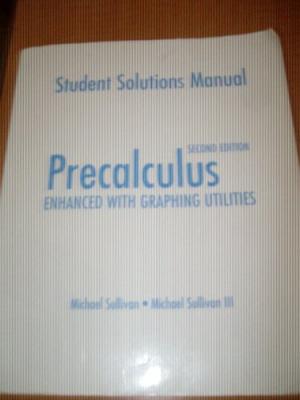 Student Solutions Manual
SECOND EDITION
Precalculus
ENHANCED WITH GRAPHING UTILITIES
Michael Sullivan • Michael Sullivan III